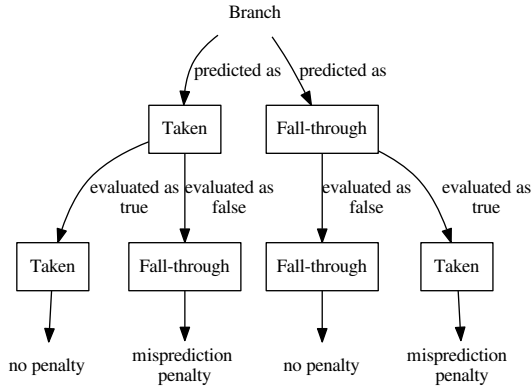 Branch
predicted as
predicted as
Taken
Fall-through
evaluated as
true
evaluated as
false
evaluated as
false
evaluated as
true
Taken
Fall-through
Fall-through
Taken
no penalty
misprediction
penalty
no penalty
misprediction
penalty